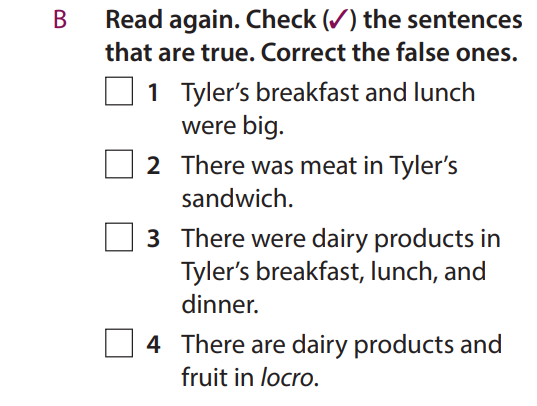 B Read again. Check (✓) the sentences
that are true. Correct the false ones.
1 Tyler’s breakfast and lunch
were big.
2 There was meat in Tyler’s
sandwich.
3 There were dairy products in
Tyler’s breakfast, lunch, and
dinner.
4 There are dairy products and
fruit in locro.